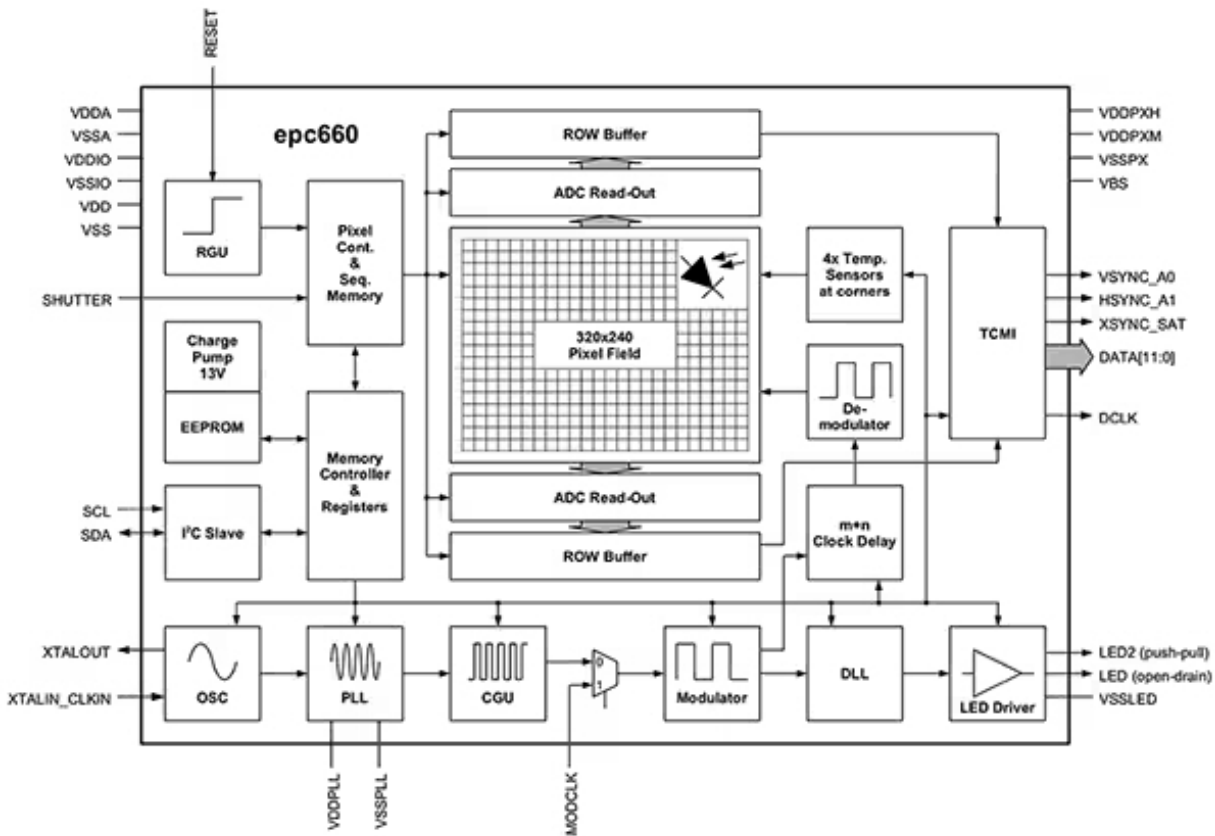 RESET
epc660
VDDA
VSSA
VDDIO
VSSIO
VDD
VSS
SHUTTER
SCL
SDA
XTALOUT
XTALIN_CLKIN
RGU
Charge
Pump
13V
EEPROM
I²C Slave
Pixel
Cont.
&
Seq.
Memory
Memory
Controller
&
Registers
ROW Buffer
ADC Read-Out
320x240
Pixel Field
ADC Read-Out
ROW Buffer
4x Temp.
Sensors
at corners
De-
modulator
m+n
Clock Delay
TCMI
VDDPXH
VDDPXM
VSSPX
VBS
VSYNC_A0
HSYNC_A1
XSYNC_SAT
DATA[11:0]
DCLK
OSC
PLL
CGU
0
1
Modulator
DLL
LED Driver
LED2 (push-pull)
LED (open-drain)
VSSLED
VDDPLL
VSSPLL
MODCLK